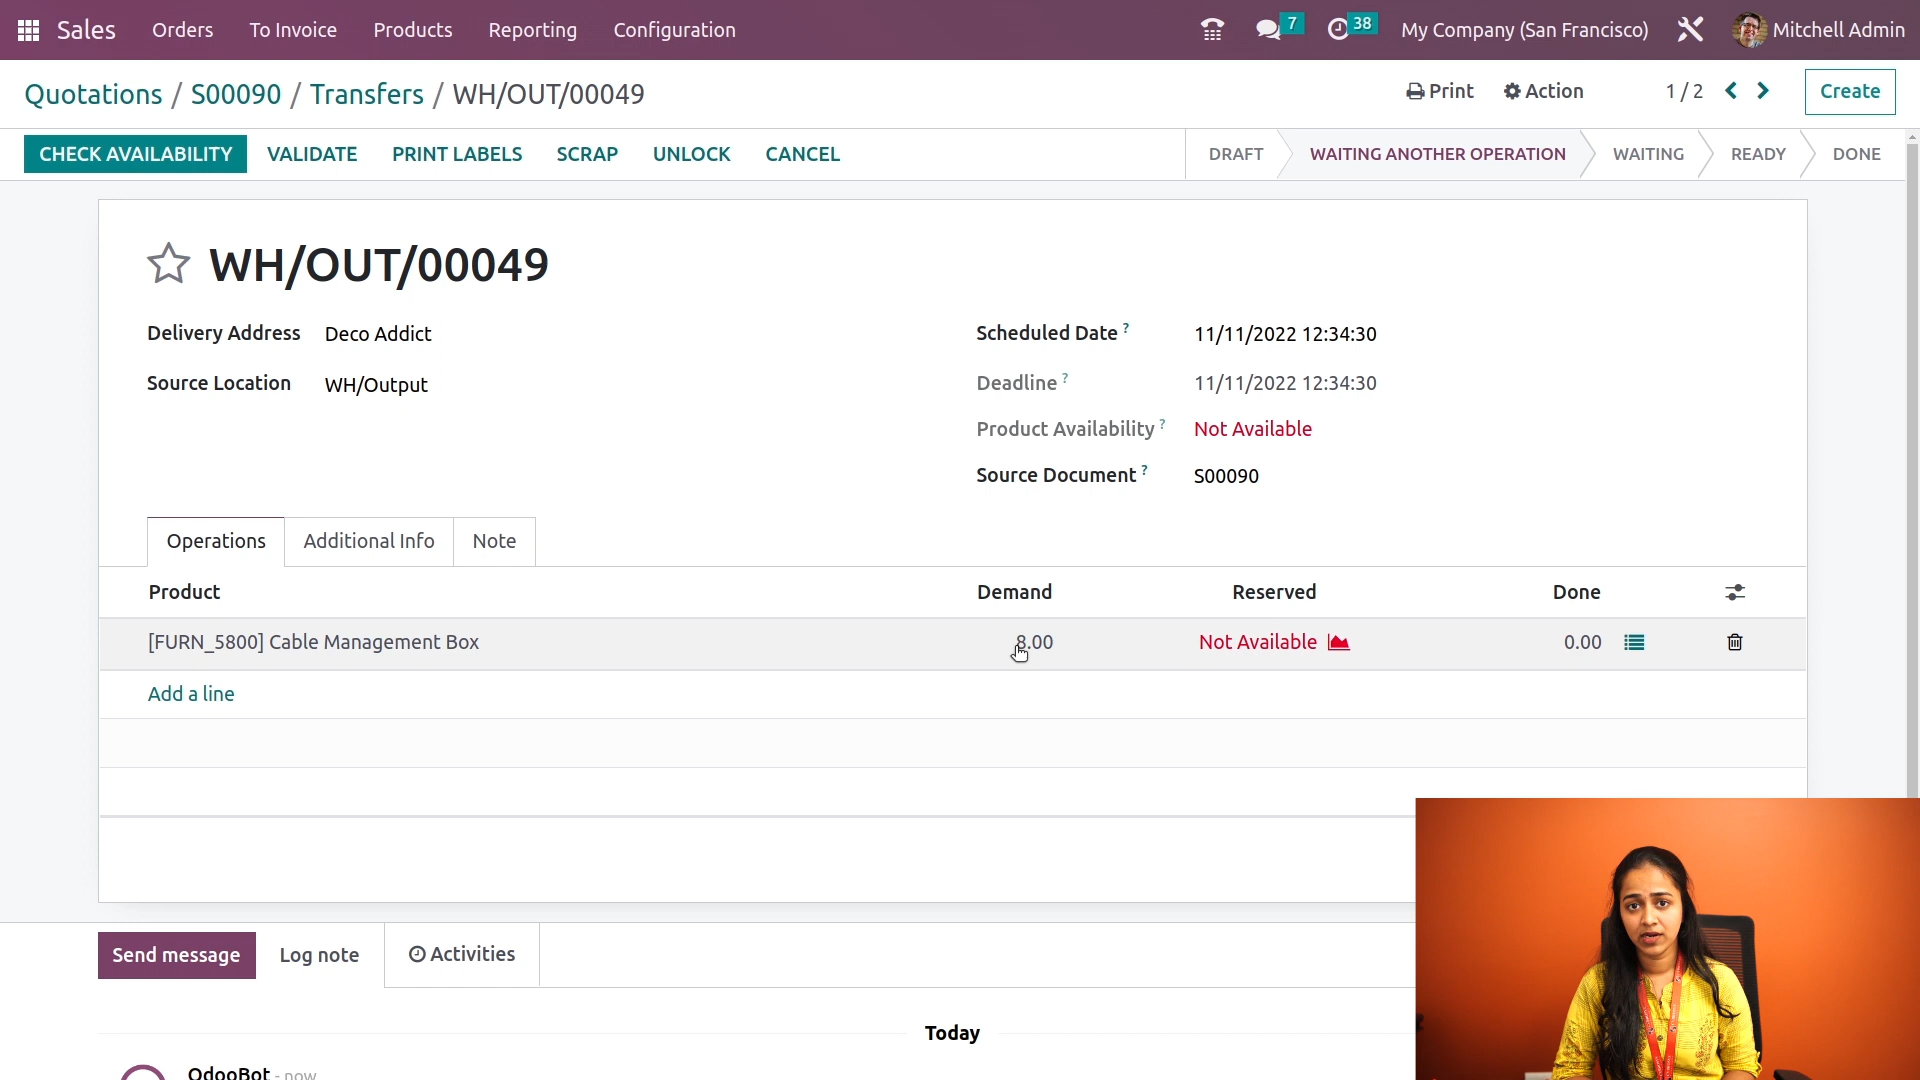 Sales Orders To Invoice Products Reporting Configuration 7 38 My Company (San Francisco) Mitchell Admin
Quotations / S00090 / Transfers / WH/OUT/00049 Print Action 1 / 2 Create
CHECK AVAILABILITY VALIDATE PRINT LABELS SCRAP UNLOCK CANCEL DRAFT WAITING ANOTHER OPERATION WAITING READY DONE
WH/OUT/00049
Delivery Address Deco Addict Scheduled Date ? 11/11/2022 12:34:30
Source Location WH/Output Deadline ? 11/11/2022 12:34:30
Product Availability ? Not Available
Source Document ? S00090
Operations Additional Info Note
Product Demand Reserved Done
[FURN_5800] Cable Management Box 8.00 Not Available 0.00
Add a line
Send message Log note Activities
Today
OdooBot - now